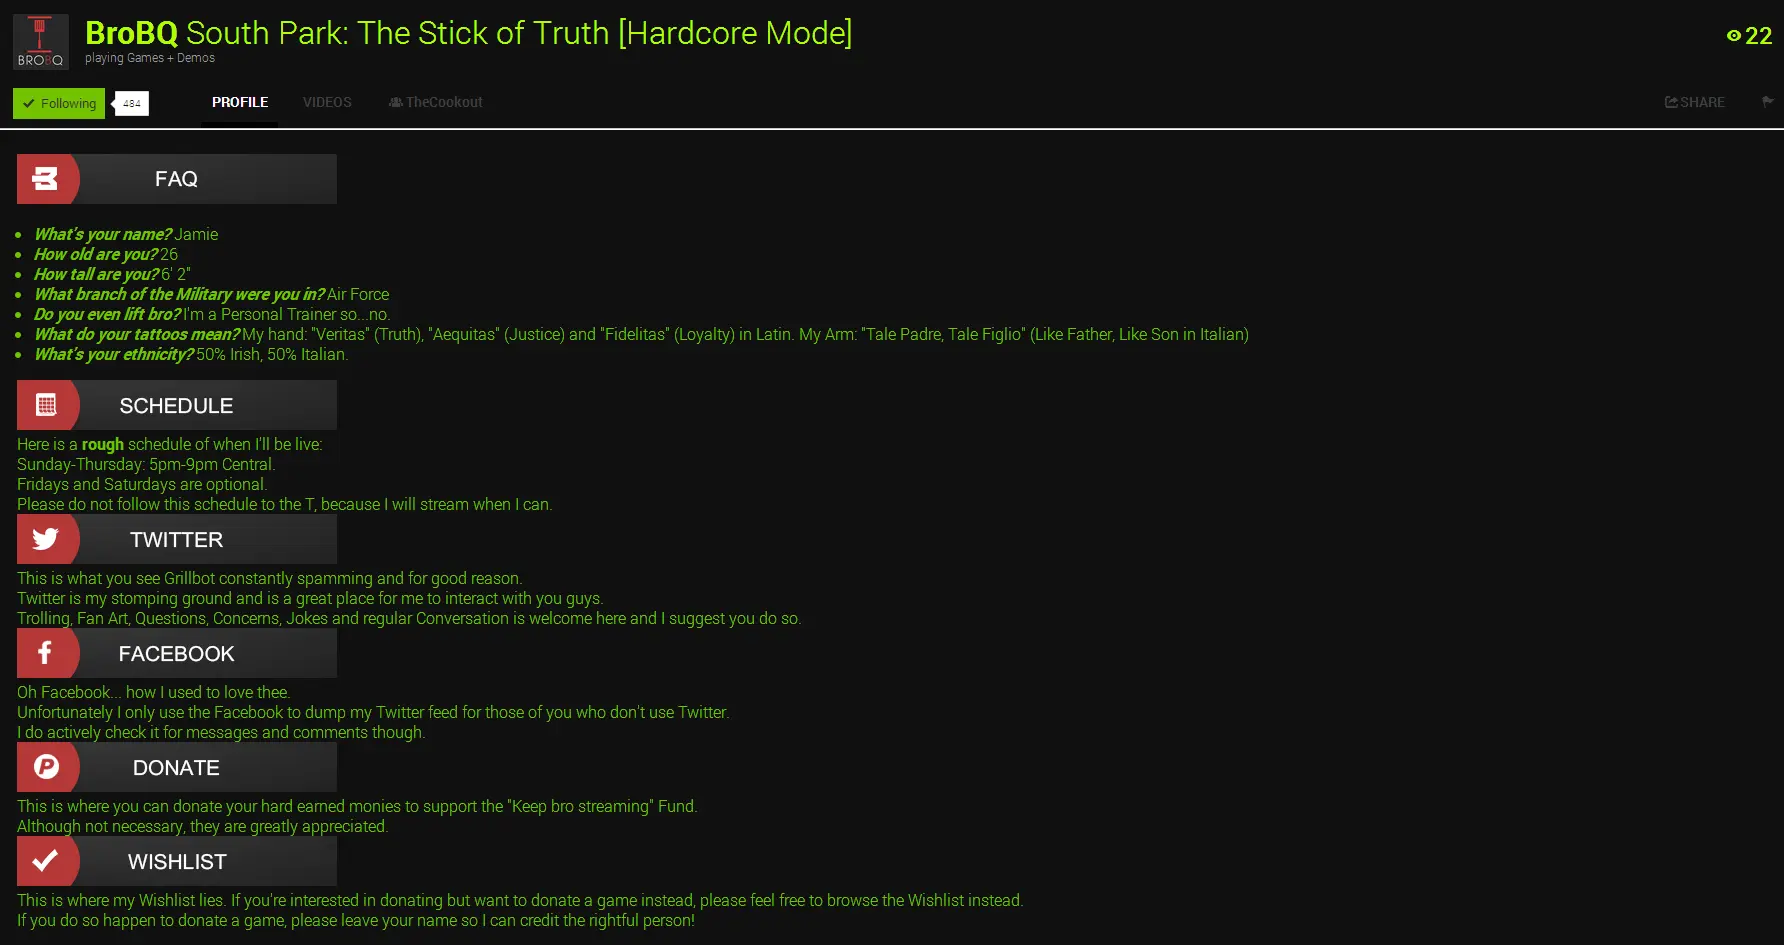 BROBQ
BroBQ South Park: The Stick of Truth [Hardcore Mode]
22
playing Games + Demos
Following
484
PROFILE
VIDEOS
TheCookout
SHARE
FAQ
What's your name? Jamie
How old are you? 26
How tall are you? 6' 2"
What branch of the Military were you in? Air Force
Do you even lift bro? I'm a Personal Trainer so...no.
What do your tattoos mean? My hand: "Veritas" (Truth), "Aequitas" (Justice) and "Fidelitas" (Loyalty) in Latin. My Arm: "Tale Padre, Tale Figlio" (Like Father, Like Son in Italian)
What's your ethnicity? 50% Irish, 50% Italian.
SCHEDULE
Here is a rough schedule of when I'll be live:
Sunday-Thursday: 5pm-9pm Central.
Fridays and Saturdays are optional.
Please do not follow this schedule to the T, because I will stream when I can.
TWITTER
This is what you see Grillbot constantly spamming and for good reason.
Twitter is my stomping ground and is a great place for me to interact with you guys.
Trolling, Fan Art, Questions, Concerns, Jokes and regular Conversation is welcome here and I suggest you do so.
FACEBOOK
Oh Facebook... how I used to love thee.
Unfortunately I only use the Facebook to dump my Twitter feed for those of you who don't use Twitter.
I do actively check it for messages and comments though.
DONATE
This is where you can donate your hard earned monies to support the "Keep bro streaming" Fund.
Although not necessary, they are greatly appreciated.
WISHLIST
This is where my Wishlist lies. If you're interested in donating but want to donate a game instead, please feel free to browse the Wishlist instead.
If you do so happen to donate a game, please leave your name so I can credit the rightful person!